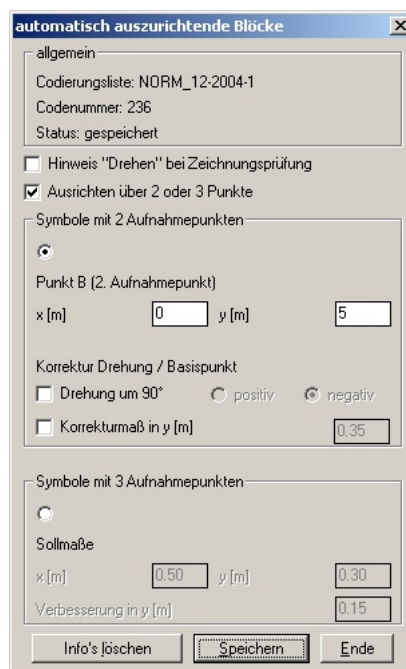 automatisch auszurichtende Blöcke
allgemein
Codierungsliste: NORM_12-2004-1
Codenummer: 236
Status: gespeichert
Hinweis "Drehen" bei Zeichnungsprüfung
Ausrichten über 2 oder 3 Punkte
Symbole mit 2 Aufnahmepunkten
Punkt B (2. Aufnahmepunkt)
x [m] 0 y [m] 5
Korrektur Drehung / Basispunkt
Drehung um 90° positiv negativ
Korrekturmaß in y [m] 0.35
Symbole mit 3 Aufnahmepunkten
Sollmaße
x [m] 0.50 y [m] 0.30
Verbesserung in y [m] 0.15
Info's löschen Speichern Ende